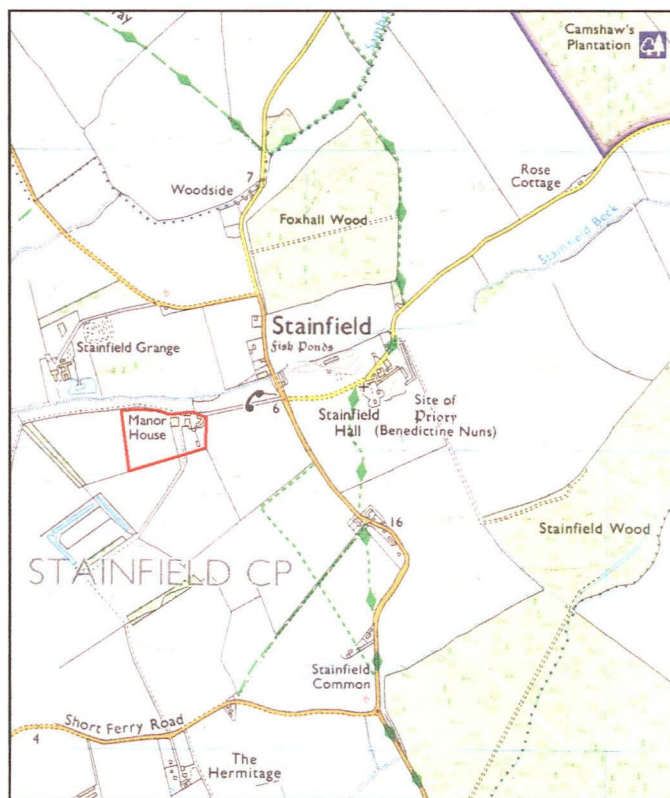 way
Camshaw's
Plantation
Woodside
7
Rose
Cottage
Foxhall Wood
Stainfield Beck
Stainfield
Fish Ponds
Stainfield Grange
6
Manor
House
Stainfield
Hall
Site of
Priory
(Benedictine Nuns)
16
Stainfield Wood
STAINFIELD CP
Stainfield
Common
Short Ferry Road
4
The
Hermitage